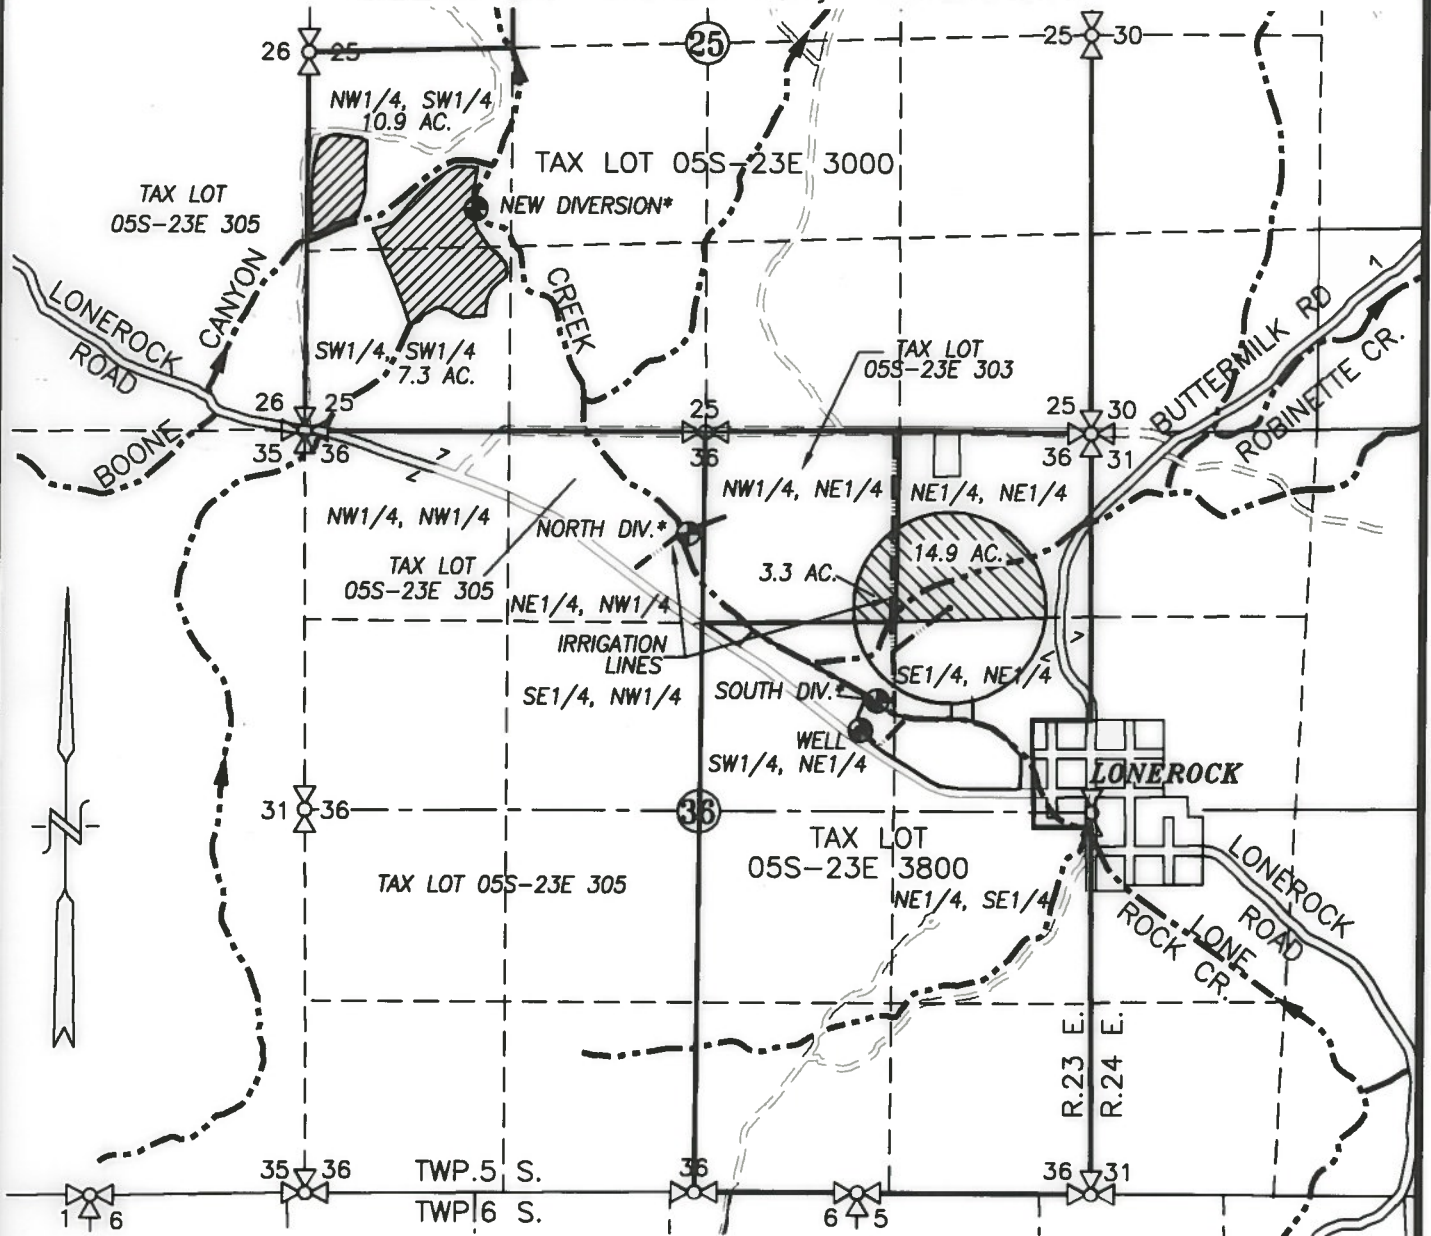 26
25
25
25
30
NW1/4, SW1/4
10.9 AC.
TAX LOT 05S-23E 3000
TAX LOT
05S-23E 305
NEW DIVERSION*
LONEROCK
ROAD
CANYON
CREEK
BUTTERMILK RD
ROBINETTE CR.
SW1/4, SW1/4
7.3 AC.
TAX LOT
05S-23E 303
26
25
25
25
30
BOONE
35
36
36
36
31
NW1/4, NE1/4
NE1/4, NE1/4
NW1/4, NW1/4
NORTH DIV.*
14.9 AC.
3.3 AC.
TAX LOT
05S-23E 305
NE1/4, NW1/4
IRRIGATION
LINES
SE1/4, NE1/4
SE1/4, NW1/4
SOUTH DIV.*
WELL
SW1/4, NE1/4
LONEROCK
31
36
36
TAX LOT
05S-23E 3800
TAX LOT 05S-23E 305
NE1/4, SE1/4
LONEROCK
ROAD
LONE
ROCK CR.
R.23 E.
R.24 E.
35
36
TWP.5 S.
36
36
31
1
6
TWP 6 S.
6
5